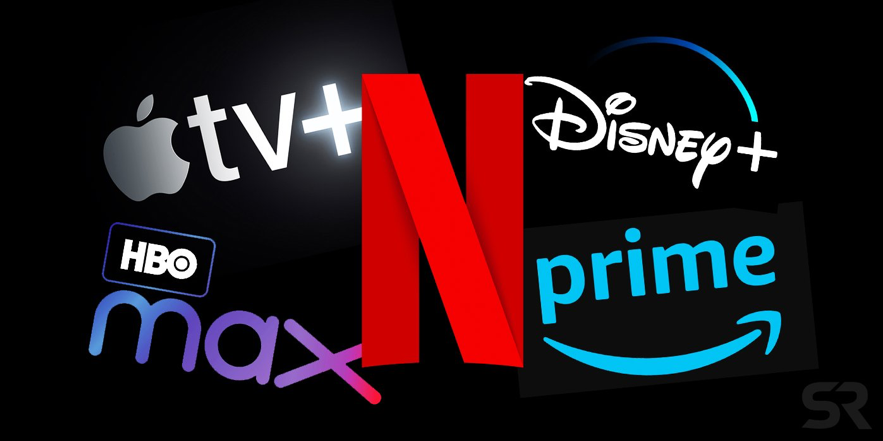 tv+
N
Disney+
HBO
max
prime
SR